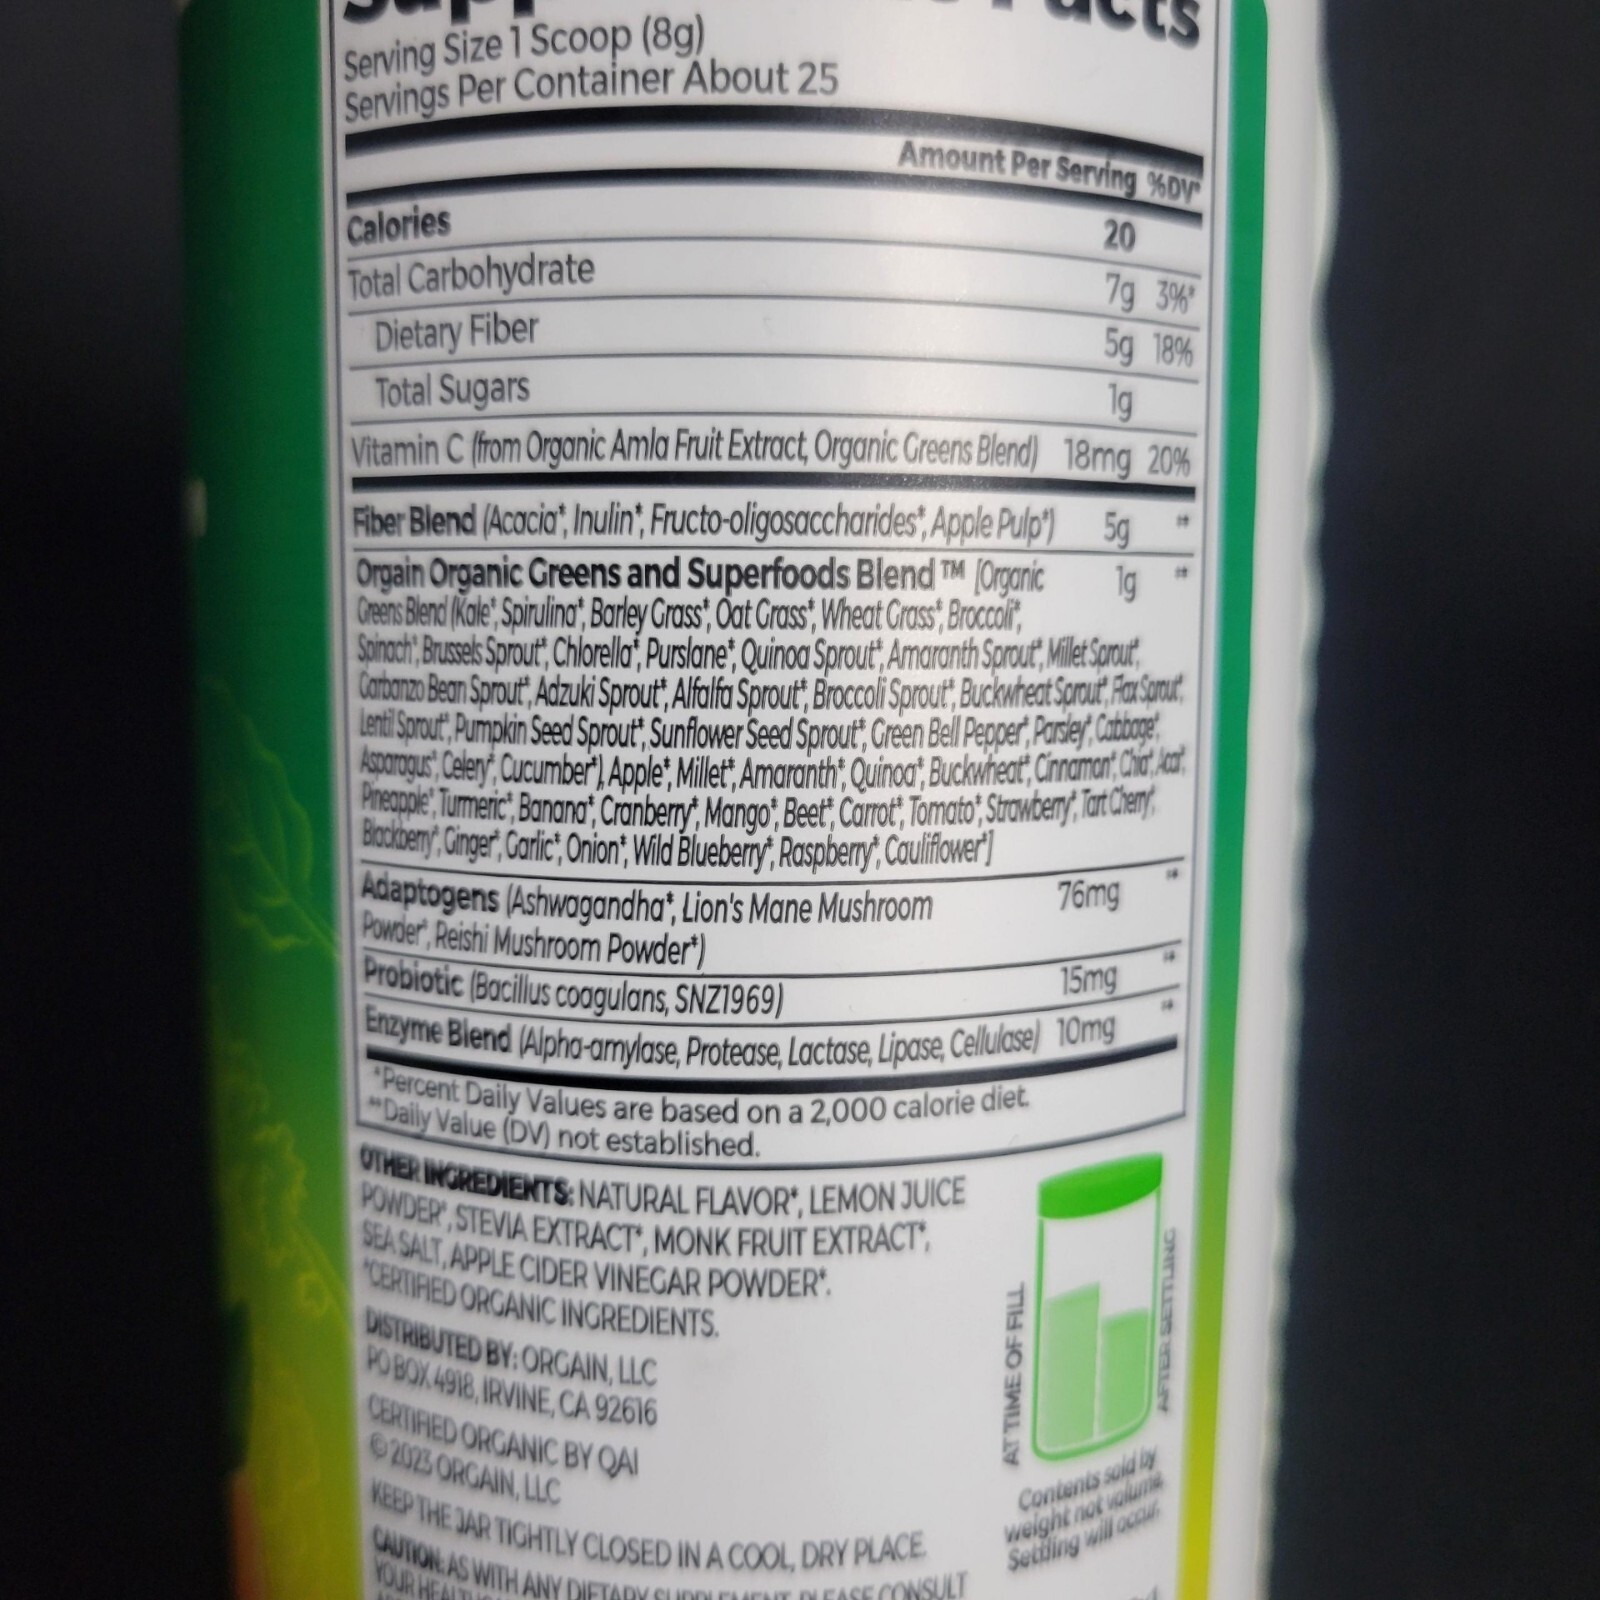 Supplement Facts
Serving Size 1 Scoop (8g)
Servings Per Container About 25
Amount Per Serving %DV*
Calories 20
Total Carbohydrate 7g 3%*
Dietary Fiber 5g 18%
Total Sugars 1g
Vitamin C (from Organic Amla Fruit Extract, Organic Greens Blend) 18mg 20%
Fiber Blend (Acacia‡, Inulin‡, Fructo-oligosaccharides‡, Apple Pulp‡) 5g **
Orgain Organic Greens and Superfoods Blend™ [Organic 1g **
Greens Blend (Kale‡, Spirulina‡, Barley Grass‡, Oat Grass‡, Wheat Grass‡, Broccoli‡,
Spinach‡, Brussels Sprout‡, Chlorella‡, Purslane‡, Quinoa Sprout‡, Amaranth Sprout‡, Millet Sprout‡,
Garbanzo Bean Sprout‡, Adzuki Sprout‡, Alfalfa Sprout‡, Broccoli Sprout‡, Buckwheat Sprout‡, Flax Sprout‡,
Lentil Sprout‡, Pumpkin Seed Sprout‡, Sunflower Seed Sprout‡, Green Bell Pepper‡, Parsley‡, Cabbage‡,
Asparagus‡, Celery‡, Cucumber‡), Apple‡, Millet‡, Amaranth‡, Quinoa‡, Buckwheat‡, Cinnamon‡, Chia‡, Acai‡,
Pineapple‡, Turmeric‡, Banana‡, Cranberry‡, Mango‡, Beet‡, Carrot‡, Tomato‡, Strawberry‡, Tart Cherry‡,
Blackberry‡, Ginger‡, Garlic‡, Onion‡, Wild Blueberry‡, Raspberry‡, Cauliflower‡]
Adaptogens (Ashwagandha‡, Lion's Mane Mushroom 76mg **
Powder‡, Reishi Mushroom Powder‡)
Probiotic (Bacillus coagulans, SNZ1969) 15mg **
Enzyme Blend (Alpha-amylase, Protease, Lactase, Lipase, Cellulase) 10mg **
*Percent Daily Values are based on a 2,000 calorie diet.
**Daily Value (DV) not established.
OTHER INGREDIENTS: NATURAL FLAVOR‡, LEMON JUICE
POWDER‡, STEVIA EXTRACT‡, MONK FRUIT EXTRACT‡,
SEA SALT, APPLE CIDER VINEGAR POWDER‡.
‡CERTIFIED ORGANIC INGREDIENTS.
DISTRIBUTED BY: ORGAIN, LLC
PO BOX 4918, IRVINE, CA 92616
CERTIFIED ORGANIC BY QAI
© 2023 ORGAIN, LLC
KEEP THE JAR TIGHTLY CLOSED IN A COOL, DRY PLACE.
CAUTION: AS WITH ANY DIETARY SUPPLEMENT, PLEASE CONSULT
YOUR
AT TIME OF FILL
AFTER SETTLING
Contents sold by
weight not volume.
Settling will occur.